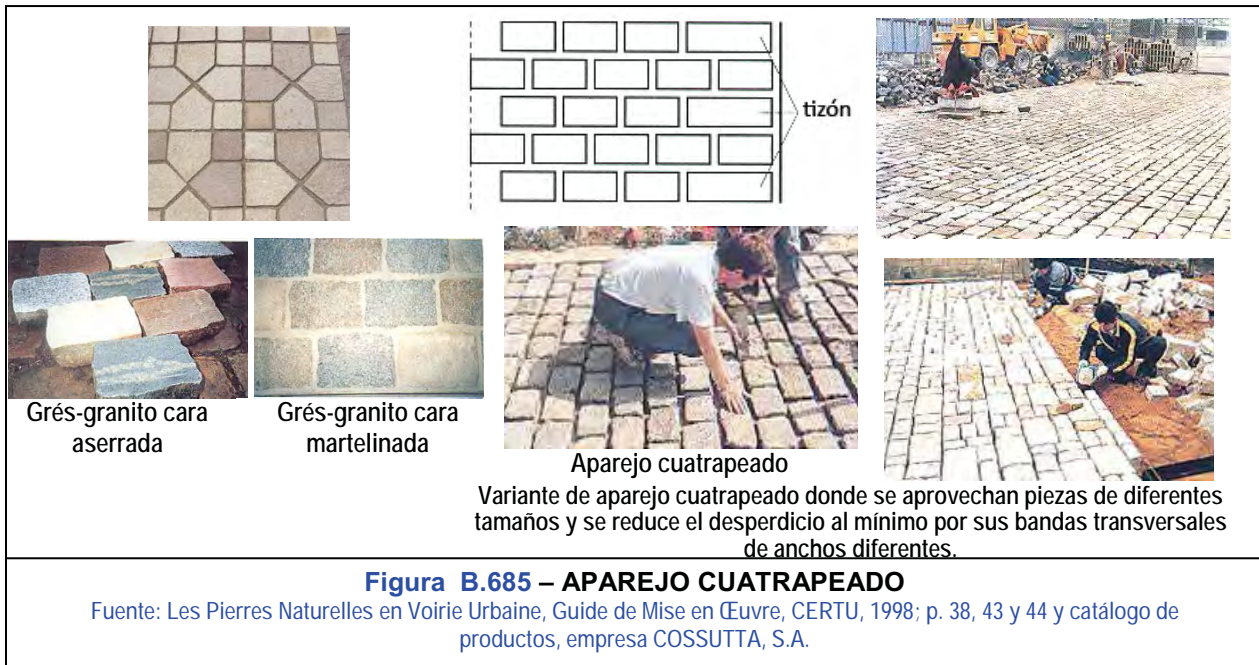 tizón
Grés-granito cara
aserrada
Grés-granito cara
martelinada
Aparejo cuatrapeado
Variante de aparejo cuatrapeado donde se aprovechan piezas de diferentes
tamaños y se reduce el desperdicio al mínimo por sus bandas transversales
de anchos diferentes.
Figura B.685 – APAREJO CUATRAPEADO
Fuente: Les Pierres Naturelles en Voirie Urbaine, Guide de Mise en Œuvre, CERTU, 1998; p. 38, 43 y 44 y catálogo de
productos, empresa COSSUTTA, S.A.